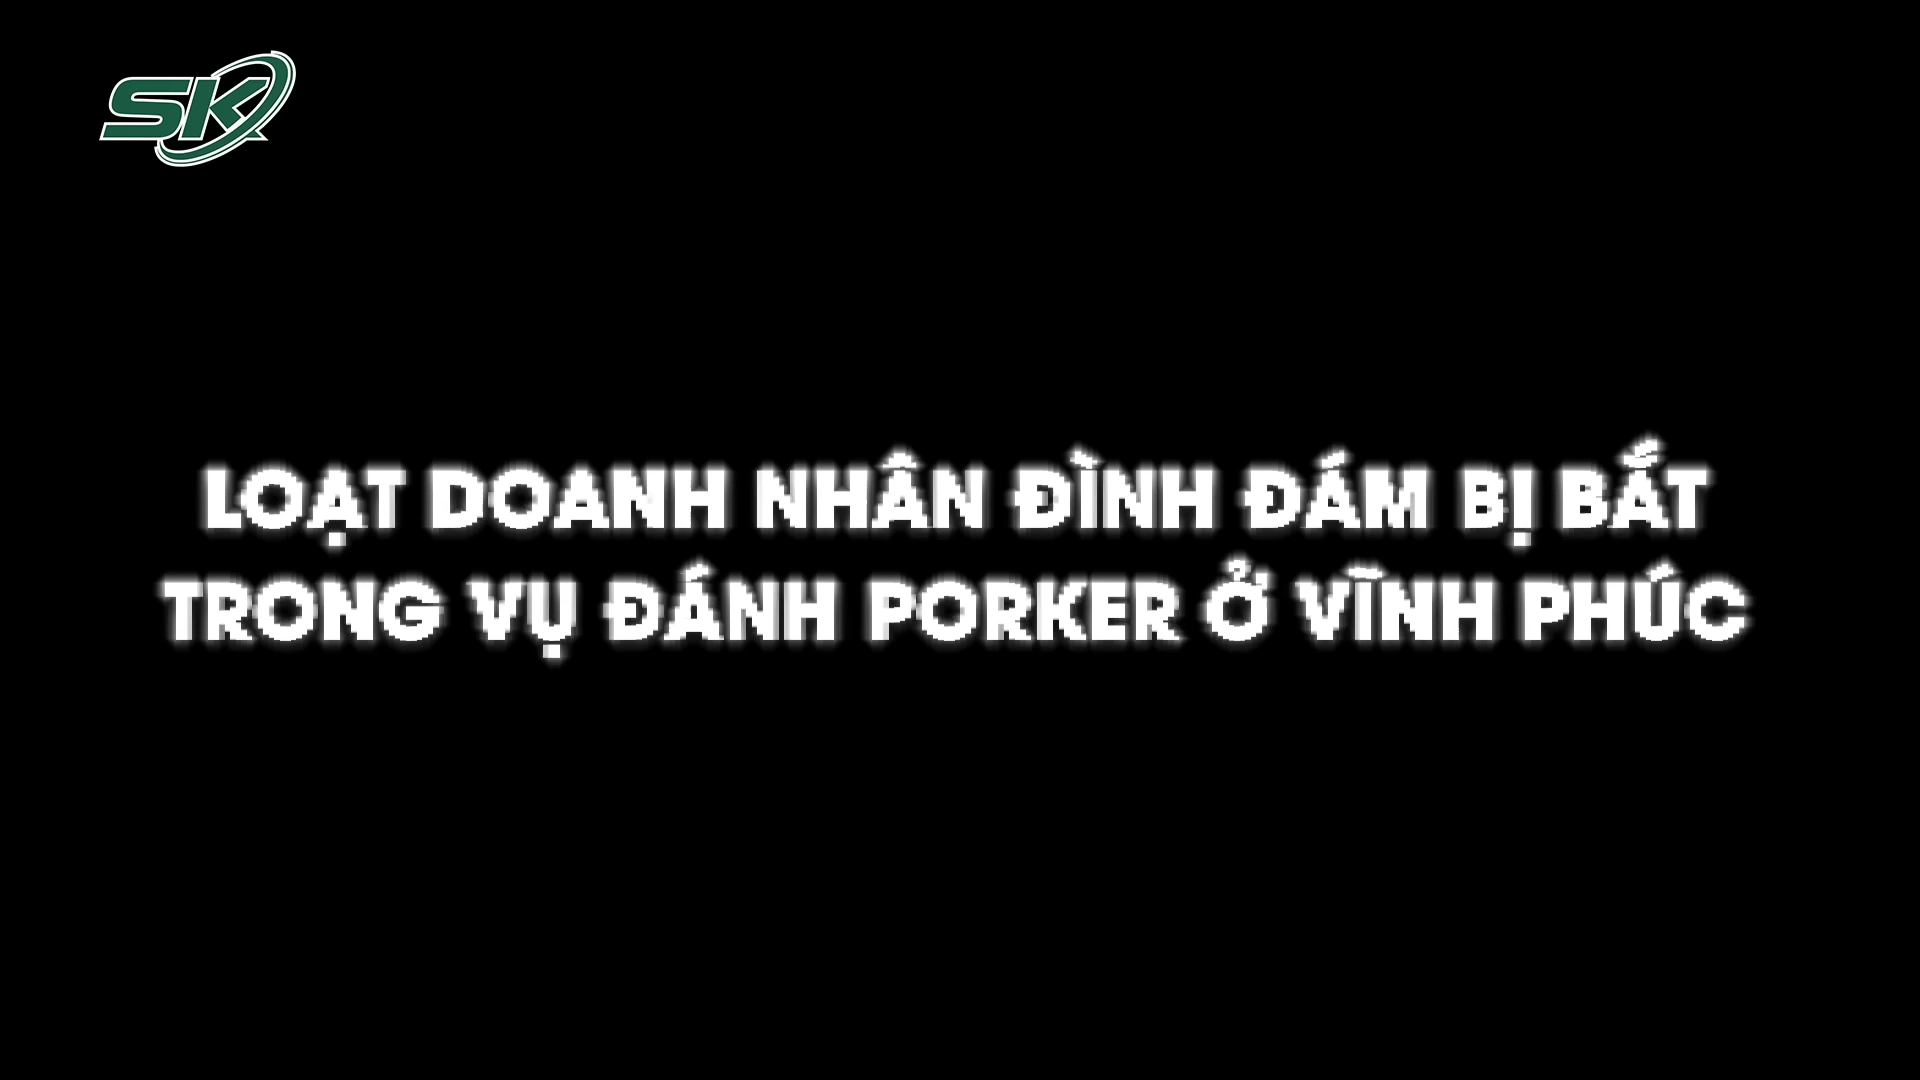 SK
LOẠT DOANH NHÂN ĐÌNH ĐÁM BỊ BẮT
TRONG VỤ ĐÁNH PORKER Ở VĨNH PHÚC